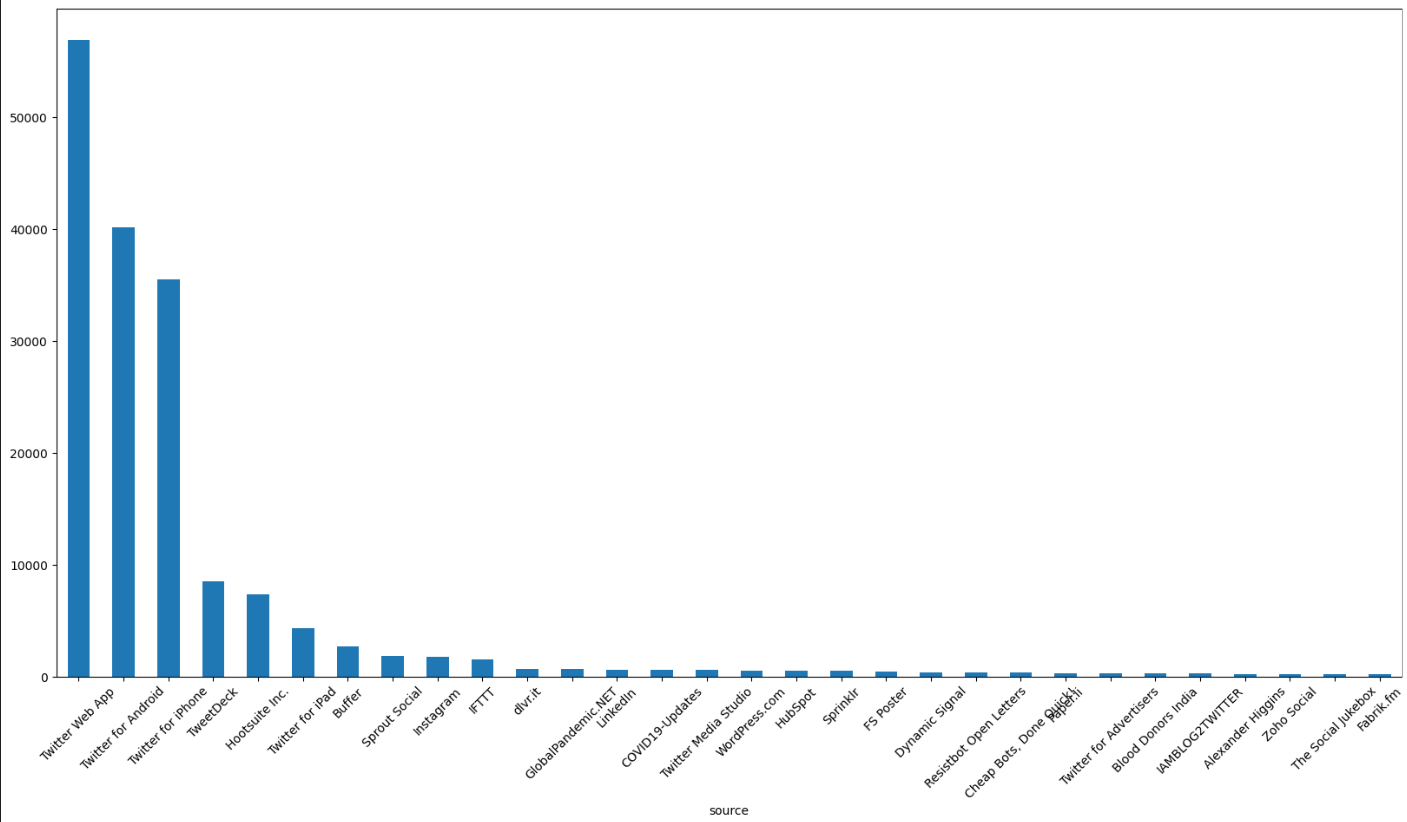 50000
40000
30000
20000
10000
0
Twitter Web App
Twitter for Android
Twitter for iPhone
TweetDeck
Hootsuite Inc.
Twitter for iPad
Buffer
Sprout Social
Instagram
IFTTT
dlvr.it
GlobalPandemic.NET
LinkedIn
COVID19-Updates
Twitter Media Studio
WordPress.com
HubSpot
Sprinklr
FS Poster
Dynamic Signal
Resistbot Open Letters
Cheap Bots, Done Quick!
Paper.li
Twitter for Advertisers
Blood Donors India
IAMBLOG2TWITTER
Alexander Higgins
Zoho Social
The Social Jukebox
Fabrik.fm
source